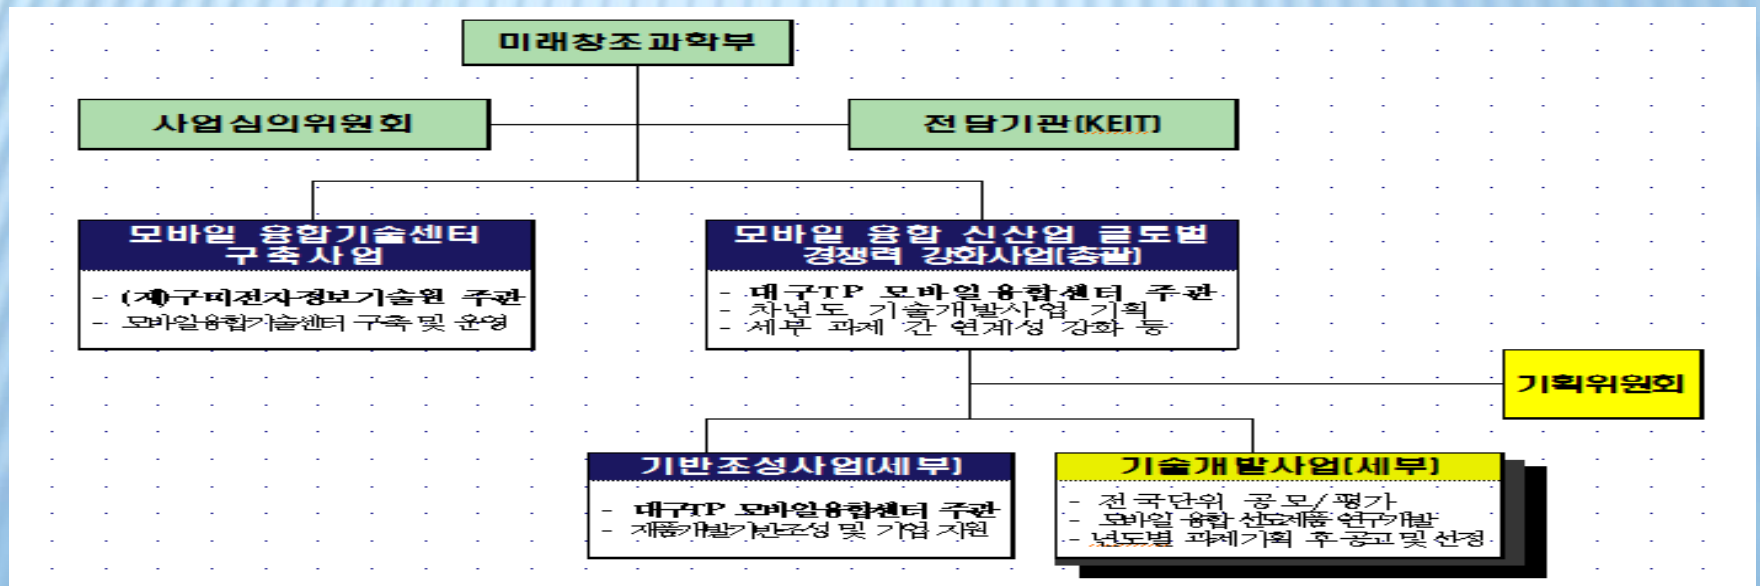 미래창조과학부
사업심의위원회
전담기관(KEIT)
모바일 융합기술센터
구축사업
- (재)구미전자정보기술원 주관
- 모바일융합기술센터 구축 및 운영
모바일 융합 신산업 글로벌
경쟁력 강화사업(총괄)
- 대구TP 모바일융합센터 주관
- 차년도 기술개발사업 기획
- 세부 과제 간 연계성 강화 등
기획위원회
기반조성사업(세부)
- 대구TP 모바일융합센터 주관
- 제품개발기반조성 및 기업 지원
기술개발사업(세부)
- 전국단위 공모/평가
- 모바일 융합 선도제품 연구개발
- 년도별 과제기획 후 공고 및 선정